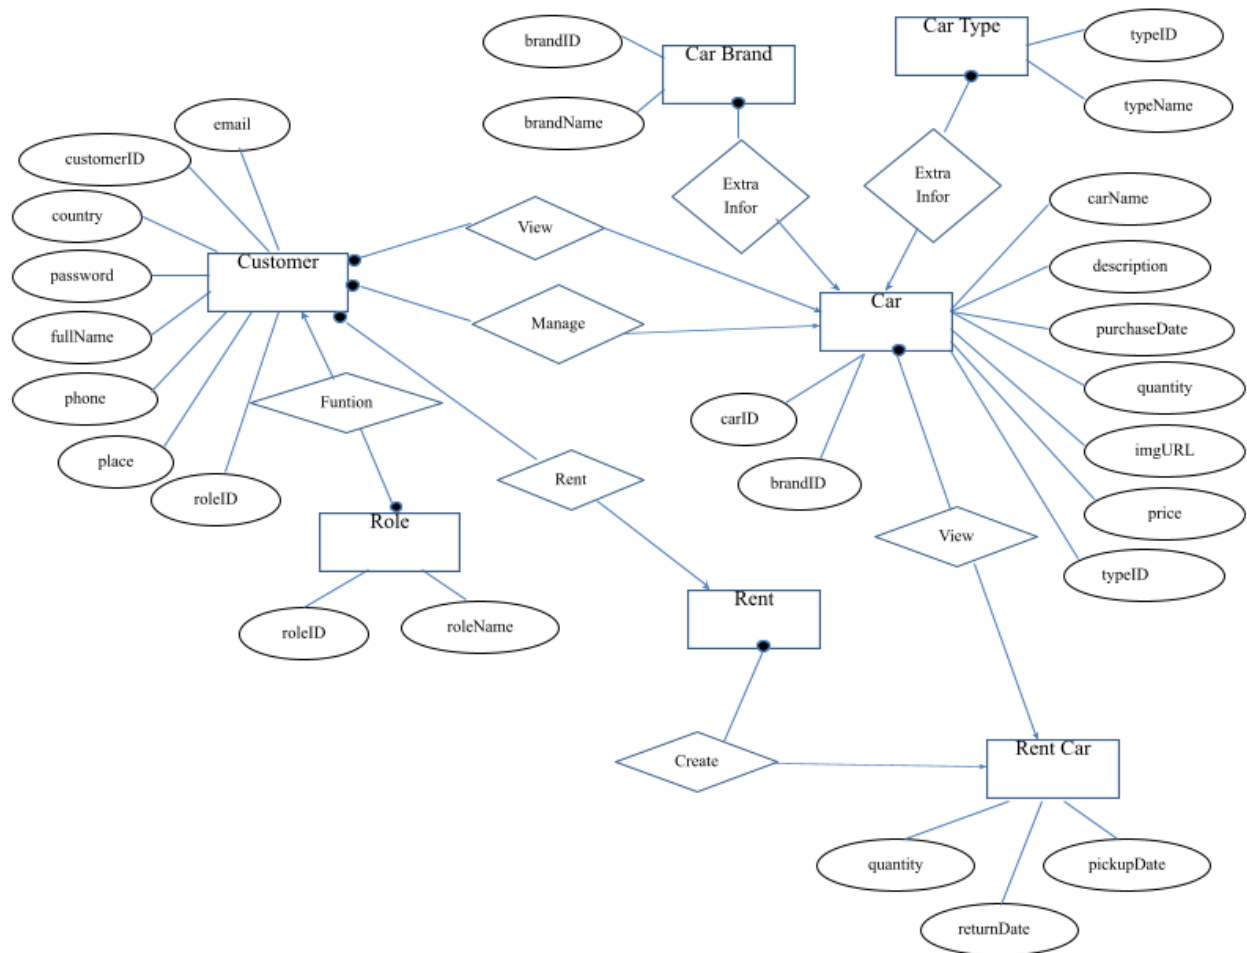 Car Type
brandID
typeID
Car Brand
typeName
brandName
email
customerID
Extra
Infor
Extra
Infor
carName
country
View
Customer
description
password
Car
Manage
purchaseDate
fullName
quantity
phone
Funtion
carID
imgURL
place
Rent
brandID
roleID
price
Role
View
typeID
Rent
roleID
roleName
Rent Car
Create
quantity
pickupDate
returnDate